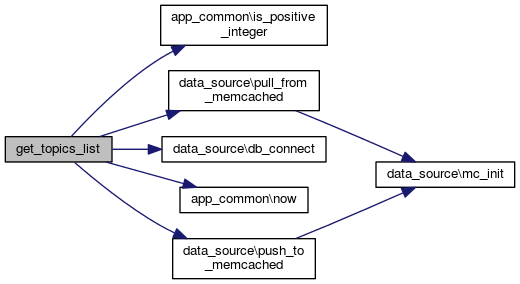 app_common\is_positive
_integer
data_source\pull_from
_memcached
get_topics_list
data_source\db_connect
data_source\mc_init
app_common\now
data_source\push_to
_memcached